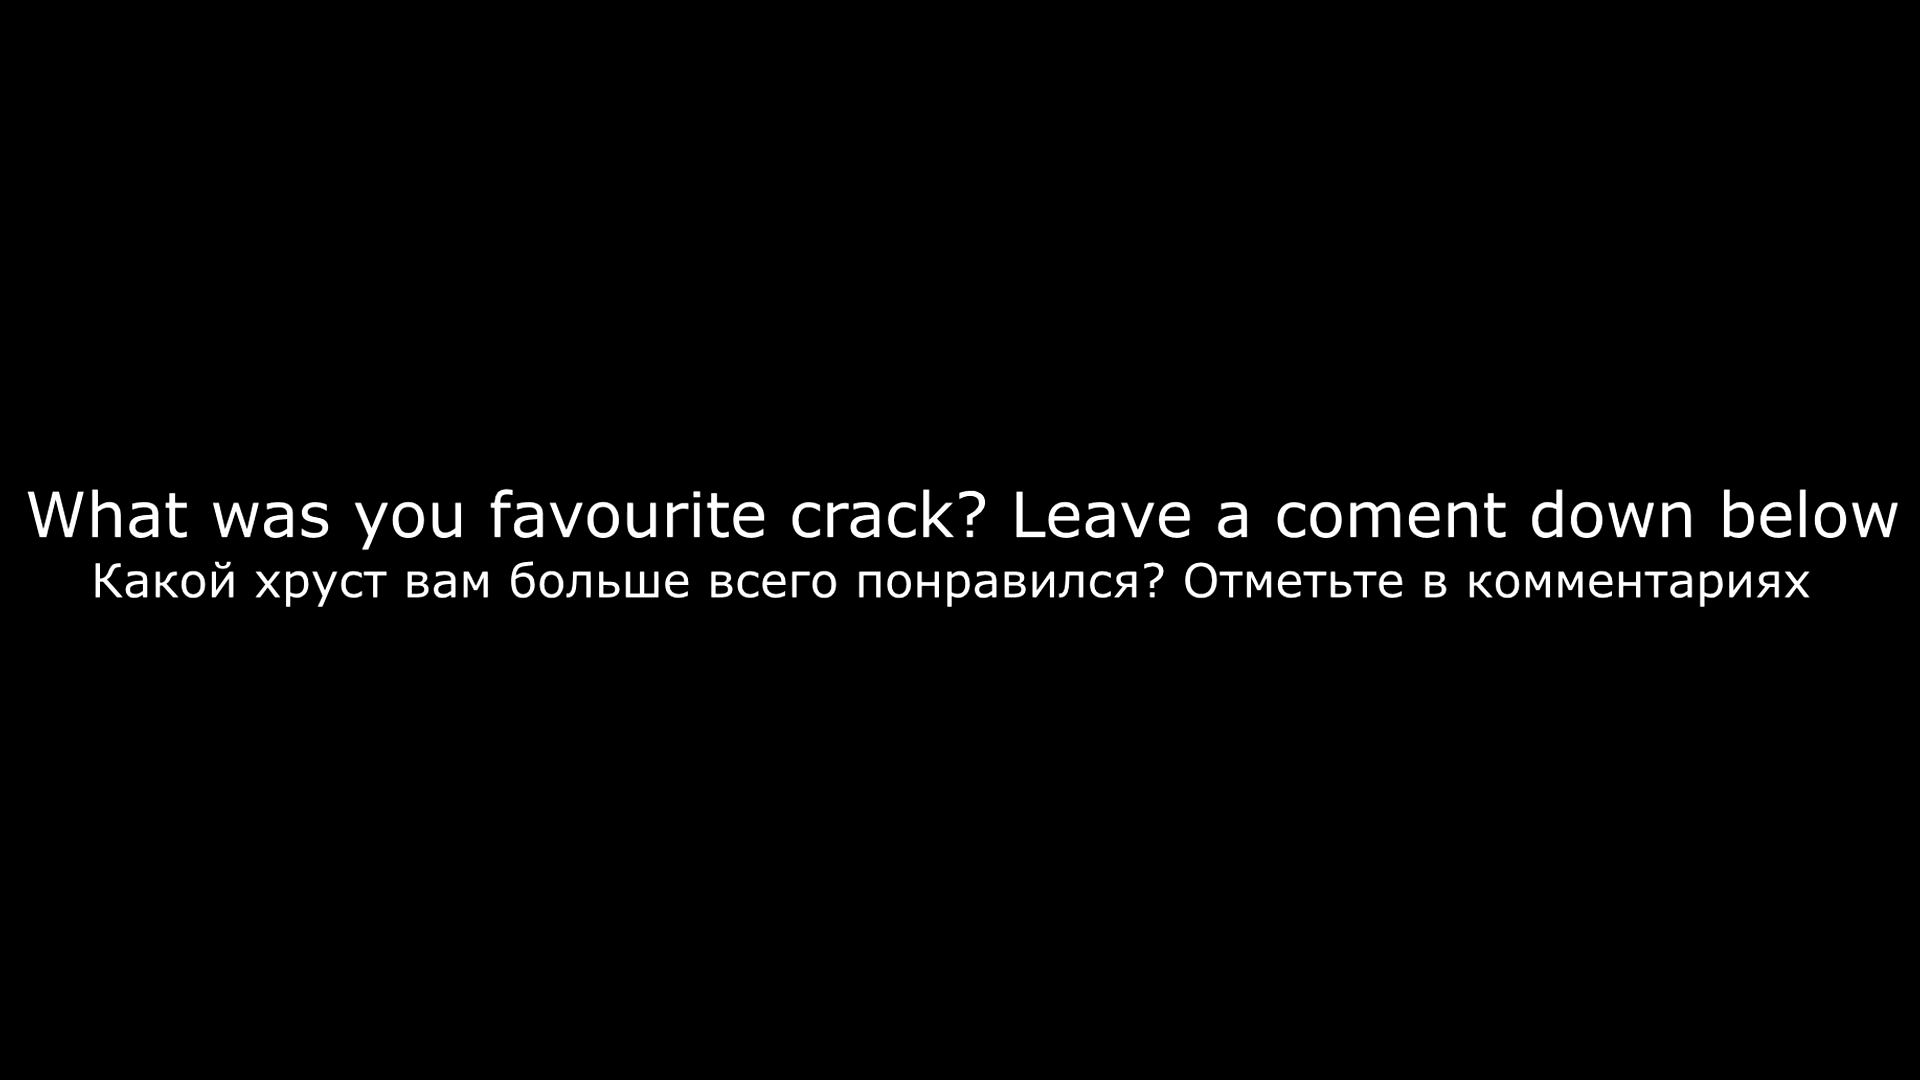 What was you favourite crack? Leave a coment down below
Какой хруст вам больше всего понравился? Отметьте в комментариях